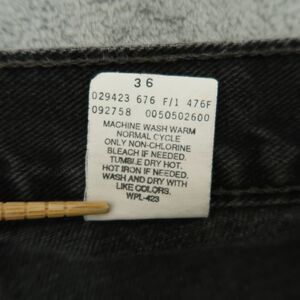 36
029423 676 F/1 476F
092758 0050502600
MACHINE WASH WARM
NORMAL CYCLE
ONLY NON-CHLORINE
BLEACH IF NEEDED.
TUMBLE DRY HOT.
HOT IRON IF NEEDED.
WASH AND DRY WITH
LIKE COLORS.
WPL-423